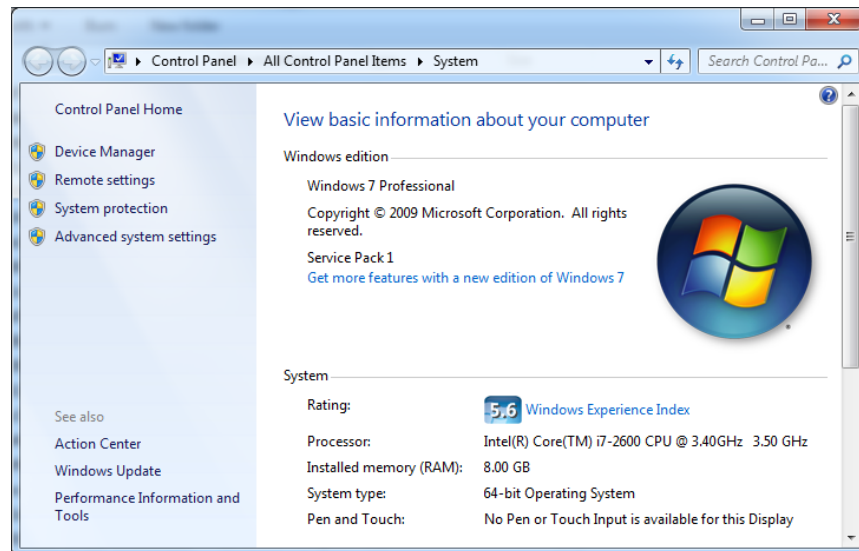 Control Panel ▸ All Control Panel Items ▸ System
Search Control Pa...
Control Panel Home
Device Manager
Remote settings
System protection
Advanced system settings
See also
Action Center
Windows Update
Performance Information and
Tools
View basic information about your computer
Windows edition
Windows 7 Professional
Copyright © 2009 Microsoft Corporation. All rights
reserved.
Service Pack 1
Get more features with a new edition of Windows 7
System
Rating: 5.6 Windows Experience Index
Processor: Intel(R) Core(TM) i7-2600 CPU @ 3.40GHz 3.50 GHz
Installed memory (RAM): 8.00 GB
System type: 64-bit Operating System
Pen and Touch: No Pen or Touch Input is available for this Display